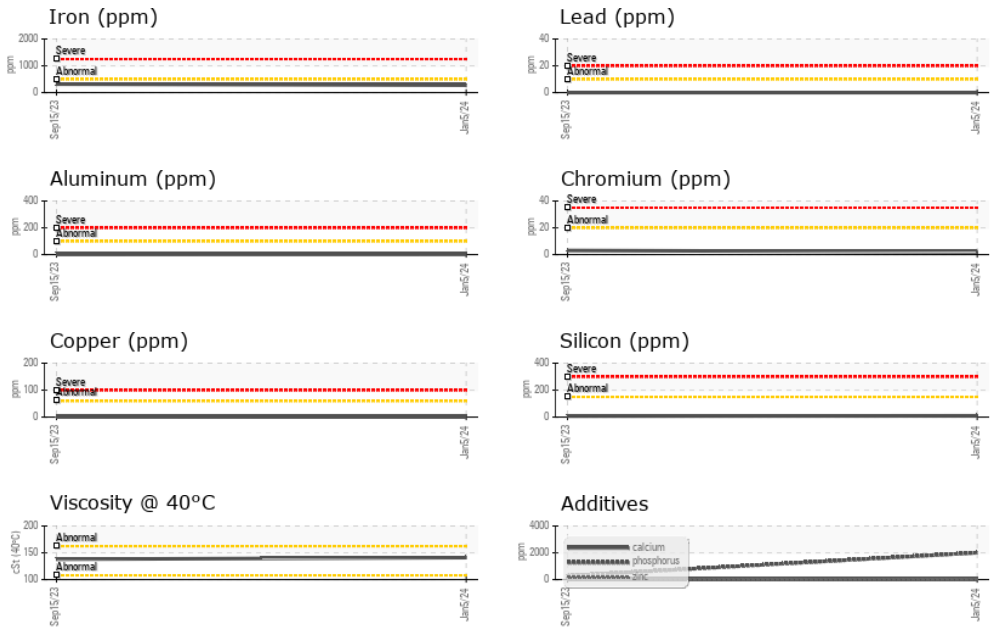 Iron (ppm)
2000
1000
0
ppm
Severe
Abnormal
Sep15/23
Jan5/24
Lead (ppm)
40
20
0
ppm
Severe
Abnormal
Sep15/23
Jan5/24
Aluminum (ppm)
400
200
0
ppm
Severe
Abnormal
Sep15/23
Jan5/24
Chromium (ppm)
40
20
0
ppm
Severe
Abnormal
Sep15/23
Jan5/24
Copper (ppm)
200
100
0
ppm
Severe
Abnormal
Sep15/23
Jan5/24
Silicon (ppm)
400
200
0
ppm
Severe
Abnormal
Sep15/23
Jan5/24
Viscosity @ 40°C
200
150
100
cSt (40°C)
Abnormal
Abnormal
Sep15/23
Jan5/24
Additives
4000
2000
0
ppm
calcium
phosphorus
zinc
Sep15/23
Jan5/24